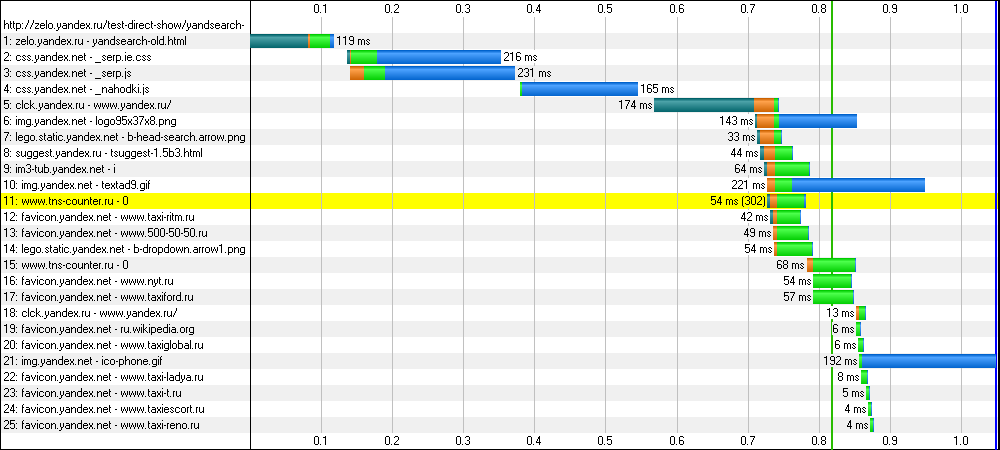 0.1 0.2 0.3 0.4 0.5 0.6 0.7 0.8 0.9 1.0
http://zelo.yandex.ru/test-direct-show/yandsearch-
1: zelo.yandex.ru - yandsearch-old.html 119 ms
2: css.yandex.net - _serp.ie.css 216 ms
3: css.yandex.net - _serp.js 231 ms
4: css.yandex.net - _nahodki.js 165 ms
5: clck.yandex.ru - www.yandex.ru/ 174 ms
6: img.yandex.net - logo95x37x8.png 143 ms
7: lego.static.yandex.net - b-head-search.arrow.png 33 ms
8: suggest.yandex.ru - tsuggest-1.5b3.html 44 ms
9: im3-tub.yandex.net - i 64 ms
10: img.yandex.net - textad9.gif 221 ms
11: www.tns-counter.ru - 0 54 ms (302)
12: favicon.yandex.net - www.taxi-ritm.ru 42 ms
13: favicon.yandex.net - www.500-50-50.ru 49 ms
14: lego.static.yandex.net - b-dropdown.arrow1.png 54 ms
15: www.tns-counter.ru - 0 68 ms
16: favicon.yandex.net - www.nyt.ru 54 ms
17: favicon.yandex.net - www.taxiford.ru 57 ms
18: clck.yandex.ru - www.yandex.ru/ 13 ms
19: favicon.yandex.net - ru.wikipedia.org 6 ms
20: favicon.yandex.net - www.taxiglobal.ru 6 ms
21: img.yandex.net - ico-phone.gif 192 ms
22: favicon.yandex.net - www.taxi-ladya.ru 8 ms
23: favicon.yandex.net - www.taxi-t.ru 5 ms
24: favicon.yandex.net - www.taxiescort.ru 4 ms
25: favicon.yandex.net - www.taxi-reno.ru 4 ms
0.1 0.2 0.3 0.4 0.5 0.6 0.7 0.8 0.9 1.0